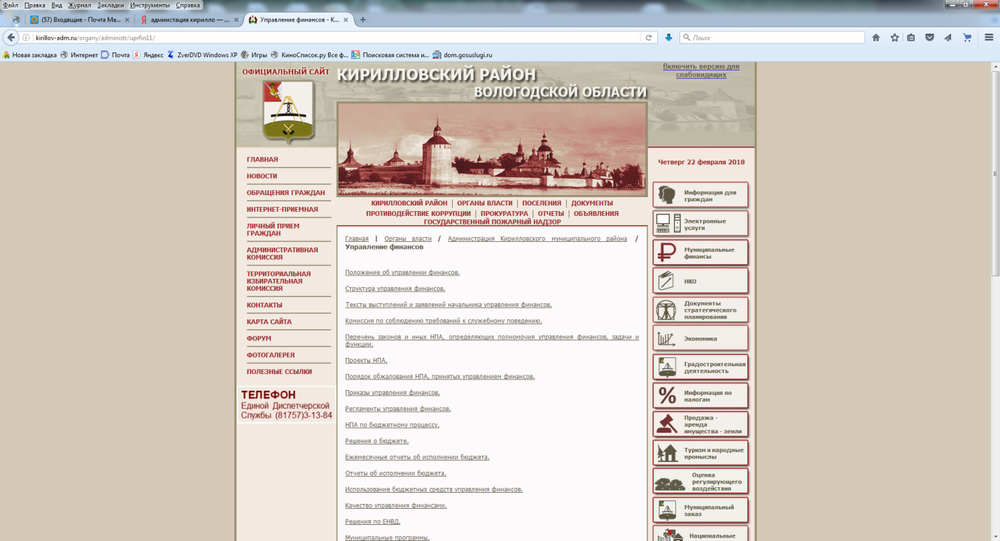 Файл Правка Вид Журнал Закладки Инструменты Справка
(57) Входящие - Почта Ma...
адмиистация кирилло — ...
Управление финансов - К...
kirillov-adm.ru/organy/administr/uprfin11/
Поиск
Новая закладка Интернет Почта Яндекс ZverDVD Windows XP Игры КиноСписок.ру Все ф... Поисковая система и... dom.gosuslugi.ru
ОФИЦИАЛЬНЫЙ САЙТ
КИРИЛЛОВСКИЙ РАЙОН
ВОЛОГОДСКОЙ ОБЛАСТИ
Включить версию для
слабовидящих
ГЛАВНАЯ
НОВОСТИ
ОБРАЩЕНИЯ ГРАЖДАН
ИНТЕРНЕТ-ПРИЕМНАЯ
ЛИЧНЫЙ ПРИЕМ
ГРАЖДАН
АДМИНИСТРАТИВНАЯ
КОМИССИЯ
ТЕРРИТОРИАЛЬНАЯ
ИЗБИРАТЕЛЬНАЯ
КОМИССИЯ
КОНТАКТЫ
КАРТА САЙТА
ФОРУМ
ФОТОГАЛЕРЕЯ
ПОЛЕЗНЫЕ ССЫЛКИ
ТЕЛЕФОН
Единой Диспетчерской
Службы (81757)3-13-84
КИРИЛЛОВСКИЙ РАЙОН | ОРГАНЫ ВЛАСТИ | ПОСЕЛЕНИЯ | ДОКУМЕНТЫ
ПРОТИВОДЕЙСТВИЕ КОРРУПЦИИ | ПРОКУРАТУРА | ОТЧЕТЫ | ОБЪЯВЛЕНИЯ
ГОСУДАРСТВЕННЫЙ ПОЖАРНЫЙ НАДЗОР
Главная | Органы власти / Администрация Кирилловского муниципального района /
Управление финансов
Положение об управлении финансов.
Структура управления финансов.
Тексты выступлений и заявлений начальника управления финансов.
Комиссия по соблюдению требований к служебному поведению.
Перечень законов и иных НПА, определяющих полномочия управления финансов, задачи и
функции.
Проекты НПА.
Порядок обжалования НПА, принятых управлением финансов.
Приказы управления финансов.
Регламенты управления финансов.
НПА по бюджетному процессу.
Решения о бюджете.
Ежемесячные отчеты об исполнении бюджета.
Отчеты об исполнении бюджета.
Использование бюджетных средств управления финансов.
Качество управления финансами.
Решения по ЕНВД.
Муниципальные программы.
Четверг 22 февраля 2018
Информация для
граждан
Электронные
услуги
Муниципальные
финансы
НКО
Документы
стратегического
планирования
Экономика
Градостроительная
деятельность
Информация по
налогам
Продажа -
аренда
имущества - земли
Туризм и народные
промыслы
Оценка
регулирующего
воздействия
Муниципальный
заказ
Национальные